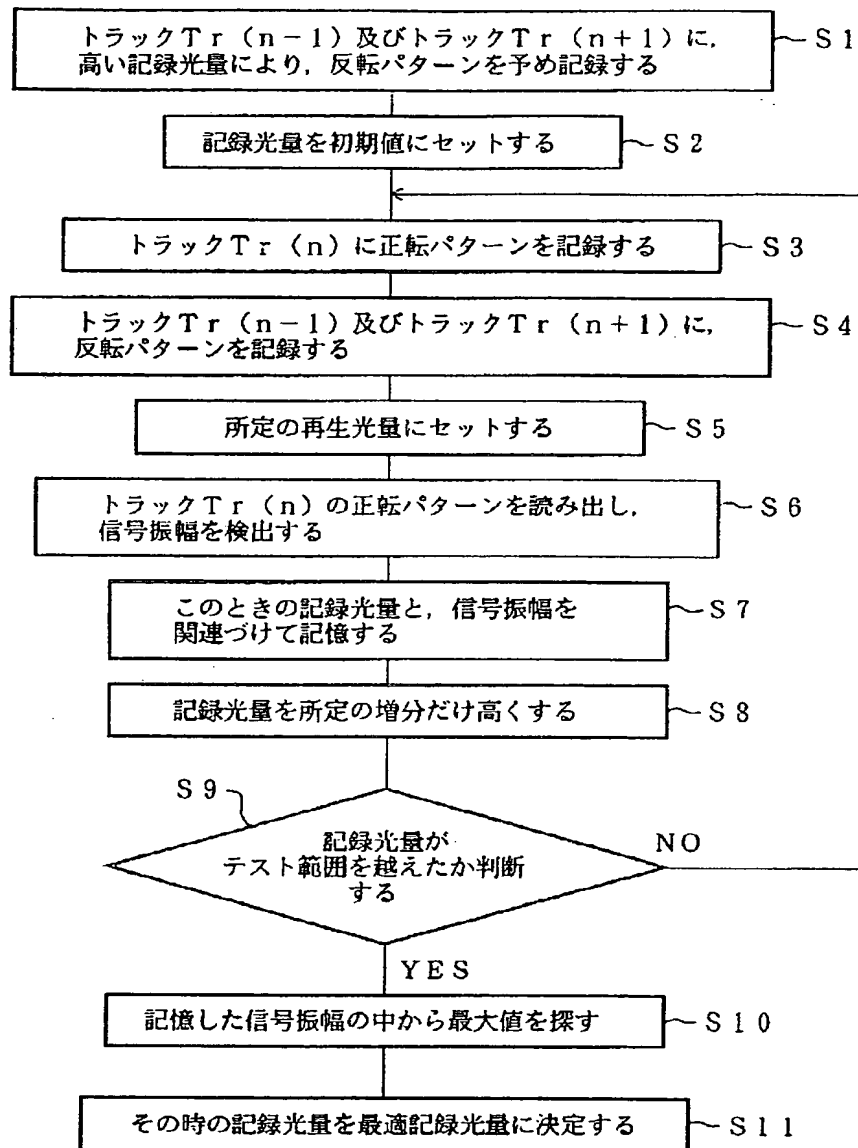 トラックTr(n-1)及びトラックTr(n+1)に,
高い記録光量により,反転パターンを予め記録する
S1
記録光量を初期値にセットする
S2
トラックTr(n)に正転パターンを記録する
S3
トラックTr(n-1)及びトラックTr(n+1)に,
反転パターンを記録する
S4
所定の再生光量にセットする
S5
トラックTr(n)の正転パターンを読み出し,
信号振幅を検出する
S6
このときの記録光量と,信号振幅を
関連づけて記憶する
S7
記録光量を所定の増分だけ高くする
S8
S9
記録光量が
テスト範囲を越えたか判断
する
NO
YES
記憶した信号振幅の中から最大値を探す
S10
その時の記録光量を最適記録光量に決定する
S11